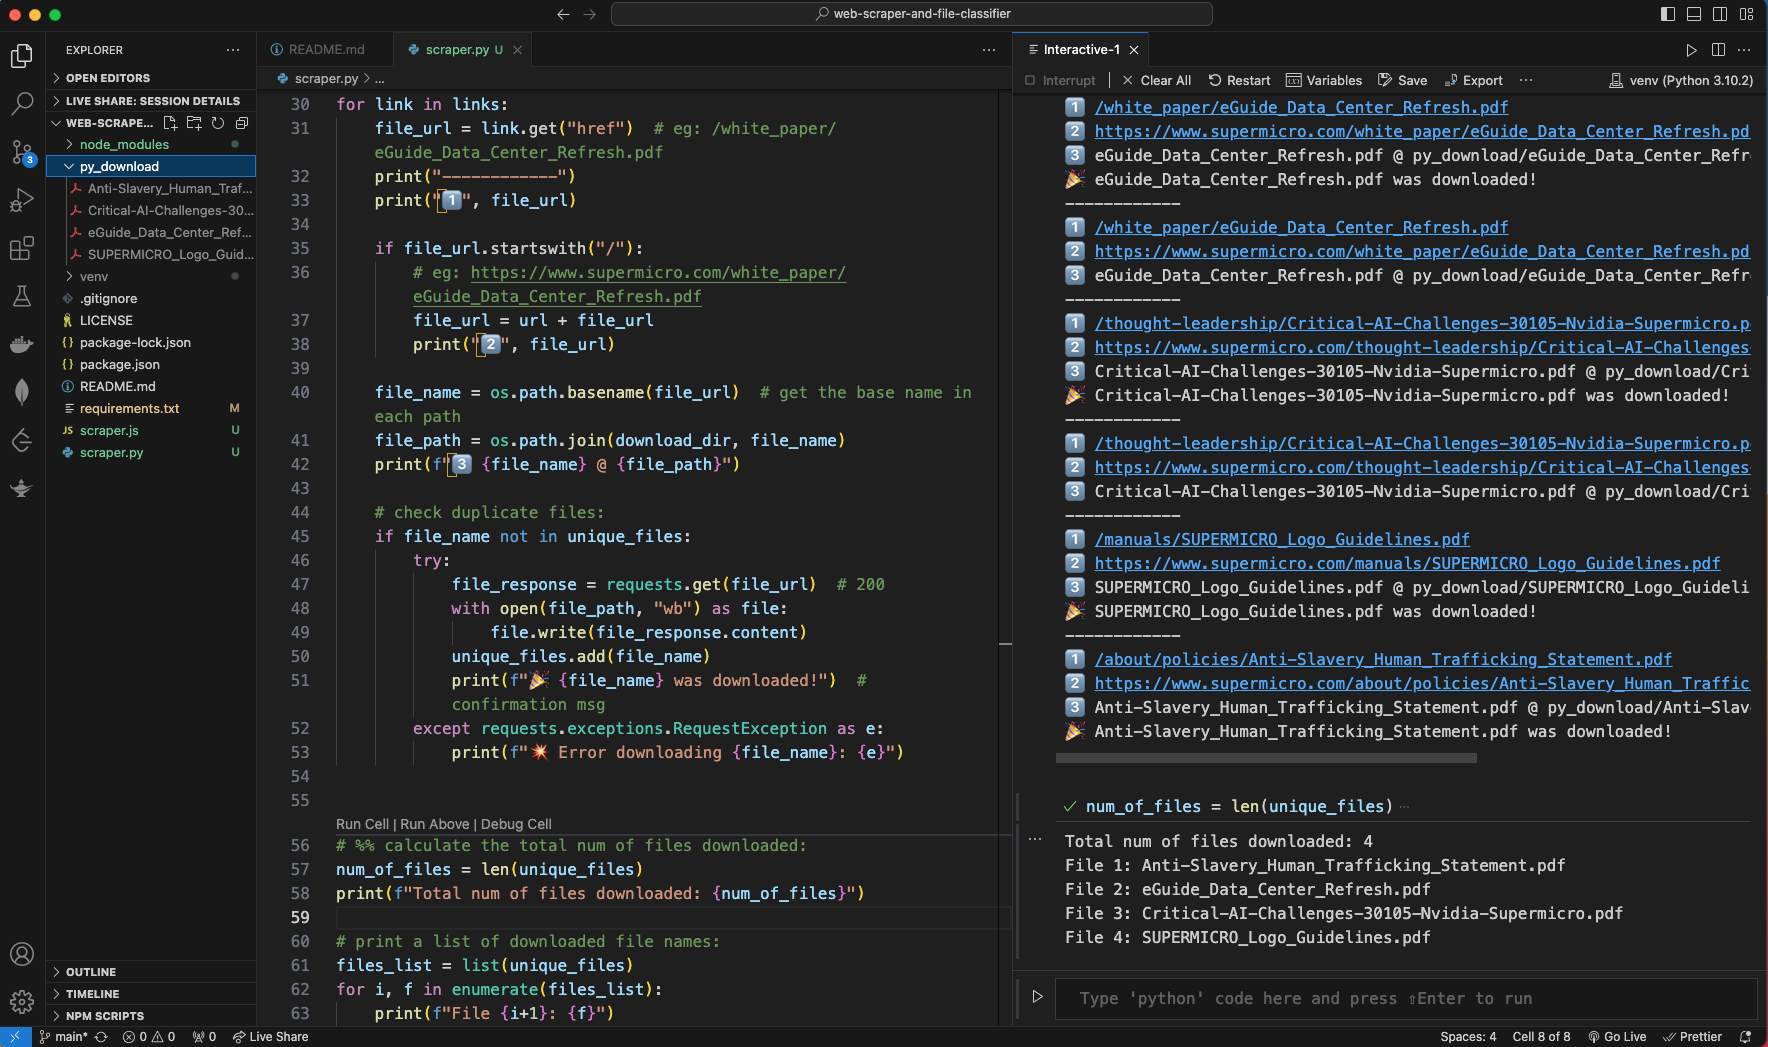 web-scraper-and-file-classifier
EXPLORER
OPEN EDITORS
LIVE SHARE: SESSION DETAILS
WEB-SCRAPE...
node_modules
py_download
Anti-Slavery_Human_Traf...
Critical-AI-Challenges-30...
eGuide_Data_Center_Ref...
SUPERMICRO_Logo_Guid...
venv
.gitignore
LICENSE
{} package-lock.json
{} package.json
README.md
requirements.txt M
JS scraper.js U
scraper.py U
OUTLINE
TIMELINE
NPM SCRIPTS
README.md
scraper.py U
scraper.py > ...
30 for link in links:
31 file_url = link.get("href")  # eg: /white_paper/
eGuide_Data_Center_Refresh.pdf
32 print("------------")
33 print("1️⃣", file_url)
34
35 if file_url.startswith("/"):
36 # eg: https://www.supermicro.com/white_paper/
eGuide_Data_Center_Refresh.pdf
37 file_url = url + file_url
38 print("2️⃣", file_url)
39
40 file_name = os.path.basename(file_url)  # get the base name in
each path
41 file_path = os.path.join(download_dir, file_name)
42 print(f"3️⃣ {file_name} @ {file_path}")
43
44 # check duplicate files:
45 if file_name not in unique_files:
46 try:
47 file_response = requests.get(file_url)  # 200
48 with open(file_path, "wb") as file:
49 file.write(file_response.content)
50 unique_files.add(file_name)
51 print(f"🎉 {file_name} was downloaded!")  #
confirmation msg
52 except requests.exceptions.RequestException as e:
53 print(f"💥 Error downloading {file_name}: {e}")
54
55
Run Cell | Run Above | Debug Cell
56 # %% calculate the total num of files downloaded:
57 num_of_files = len(unique_files)
58 print(f"Total num of files downloaded: {num_of_files}")
59
60 # print a list of downloaded file names:
61 files_list = list(unique_files)
62 for i, f in enumerate(files_list):
63 print(f"File {i+1}: {f}")
Interactive-1
Interrupt | Clear All Restart Variables Save Export ... venv (Python 3.10.2)
1️⃣ /white_paper/eGuide_Data_Center_Refresh.pdf
2️⃣ https://www.supermicro.com/white_paper/eGuide_Data_Center_Refresh.pd
3️⃣ eGuide_Data_Center_Refresh.pdf @ py_download/eGuide_Data_Center_Refr
🎉 eGuide_Data_Center_Refresh.pdf was downloaded!
------------
1️⃣ /white_paper/eGuide_Data_Center_Refresh.pdf
2️⃣ https://www.supermicro.com/white_paper/eGuide_Data_Center_Refresh.pd
3️⃣ eGuide_Data_Center_Refresh.pdf @ py_download/eGuide_Data_Center_Refr
------------
1️⃣ /thought-leadership/Critical-AI-Challenges-30105-Nvidia-Supermicro.p
2️⃣ https://www.supermicro.com/thought-leadership/Critical-AI-Challenges
3️⃣ Critical-AI-Challenges-30105-Nvidia-Supermicro.pdf @ py_download/Cri
🎉 Critical-AI-Challenges-30105-Nvidia-Supermicro.pdf was downloaded!
------------
1️⃣ /thought-leadership/Critical-AI-Challenges-30105-Nvidia-Supermicro.p
2️⃣ https://www.supermicro.com/thought-leadership/Critical-AI-Challenges
3️⃣ Critical-AI-Challenges-30105-Nvidia-Supermicro.pdf @ py_download/Cri
------------
1️⃣ /manuals/SUPERMICRO_Logo_Guidelines.pdf
2️⃣ https://www.supermicro.com/manuals/SUPERMICRO_Logo_Guidelines.pdf
3️⃣ SUPERMICRO_Logo_Guidelines.pdf @ py_download/SUPERMICRO_Logo_Guideli
🎉 SUPERMICRO_Logo_Guidelines.pdf was downloaded!
------------
1️⃣ /about/policies/Anti-Slavery_Human_Trafficking_Statement.pdf
2️⃣ https://www.supermicro.com/about/policies/Anti-Slavery_Human_Traffic
3️⃣ Anti-Slavery_Human_Trafficking_Statement.pdf @ py_download/Anti-Slav
🎉 Anti-Slavery_Human_Trafficking_Statement.pdf was downloaded!
✓ num_of_files = len(unique_files) ...
Total num of files downloaded: 4
File 1: Anti-Slavery_Human_Trafficking_Statement.pdf
File 2: eGuide_Data_Center_Refresh.pdf
File 3: Critical-AI-Challenges-30105-Nvidia-Supermicro.pdf
File 4: SUPERMICRO_Logo_Guidelines.pdf
Type 'python' code here and press ⇧Enter to run
3
main* 0 0 0 Live Share
Spaces: 4 Cell 8 of 8 Go Live Prettier